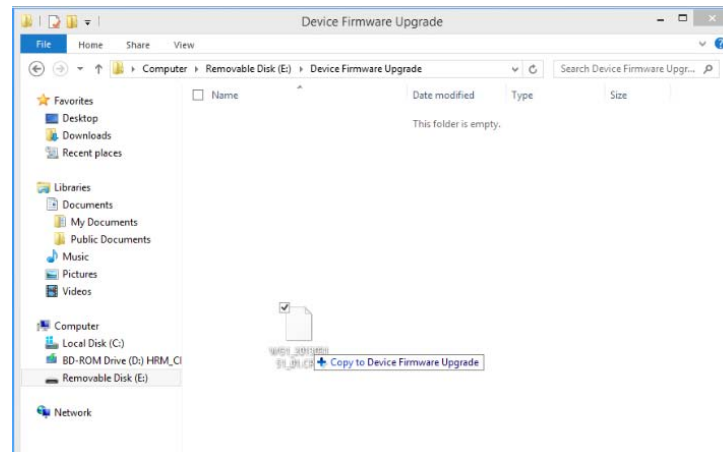 Device Firmware Upgrade
File Home Share View
Computer Removable Disk (E:) Device Firmware Upgrade
Search Device Firmware Upgr...
Name Date modified Type Size
This folder is empty.
Favorites
Desktop
Downloads
Recent places
Libraries
Documents
My Documents
Public Documents
Music
Pictures
Videos
Computer
Local Disk (C:)
BD-ROM Drive (D:) HRM_Cl
Removable Disk (E:)
Network
Copy to Device Firmware Upgrade